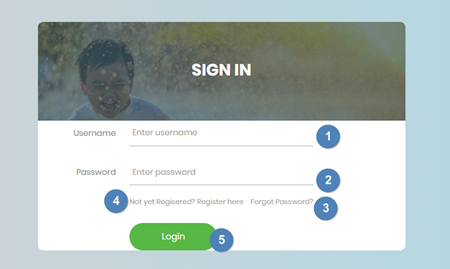 SIGN IN
Username Enter username 1
Password Enter password 2
4 Not yet Regisered? Register here Forgot Password? 3
Login 5